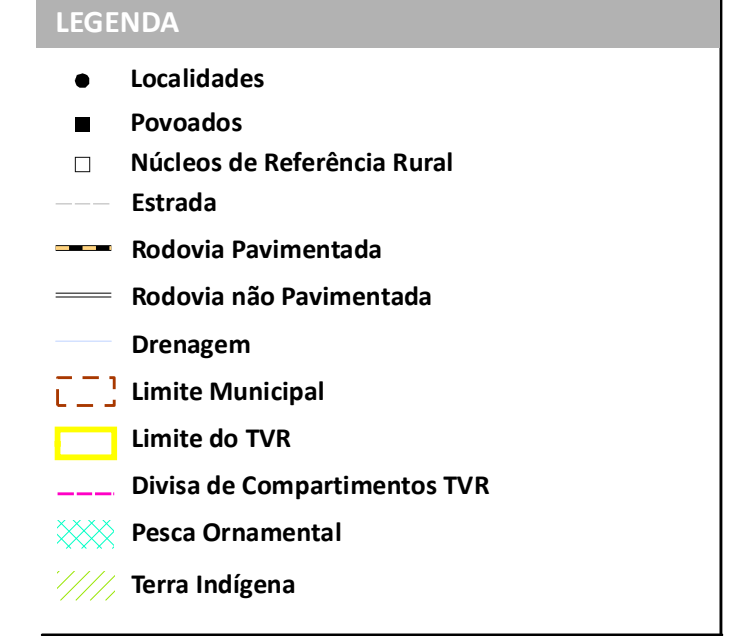 LEGENDA
Localidades
Povoados
Núcleos de Referência Rural
Estrada
Rodovia Pavimentada
Rodovia não Pavimentada
Drenagem
Limite Municipal
Limite do TVR
Divisa de Compartimentos TVR
Pesca Ornamental
Terra Indígena